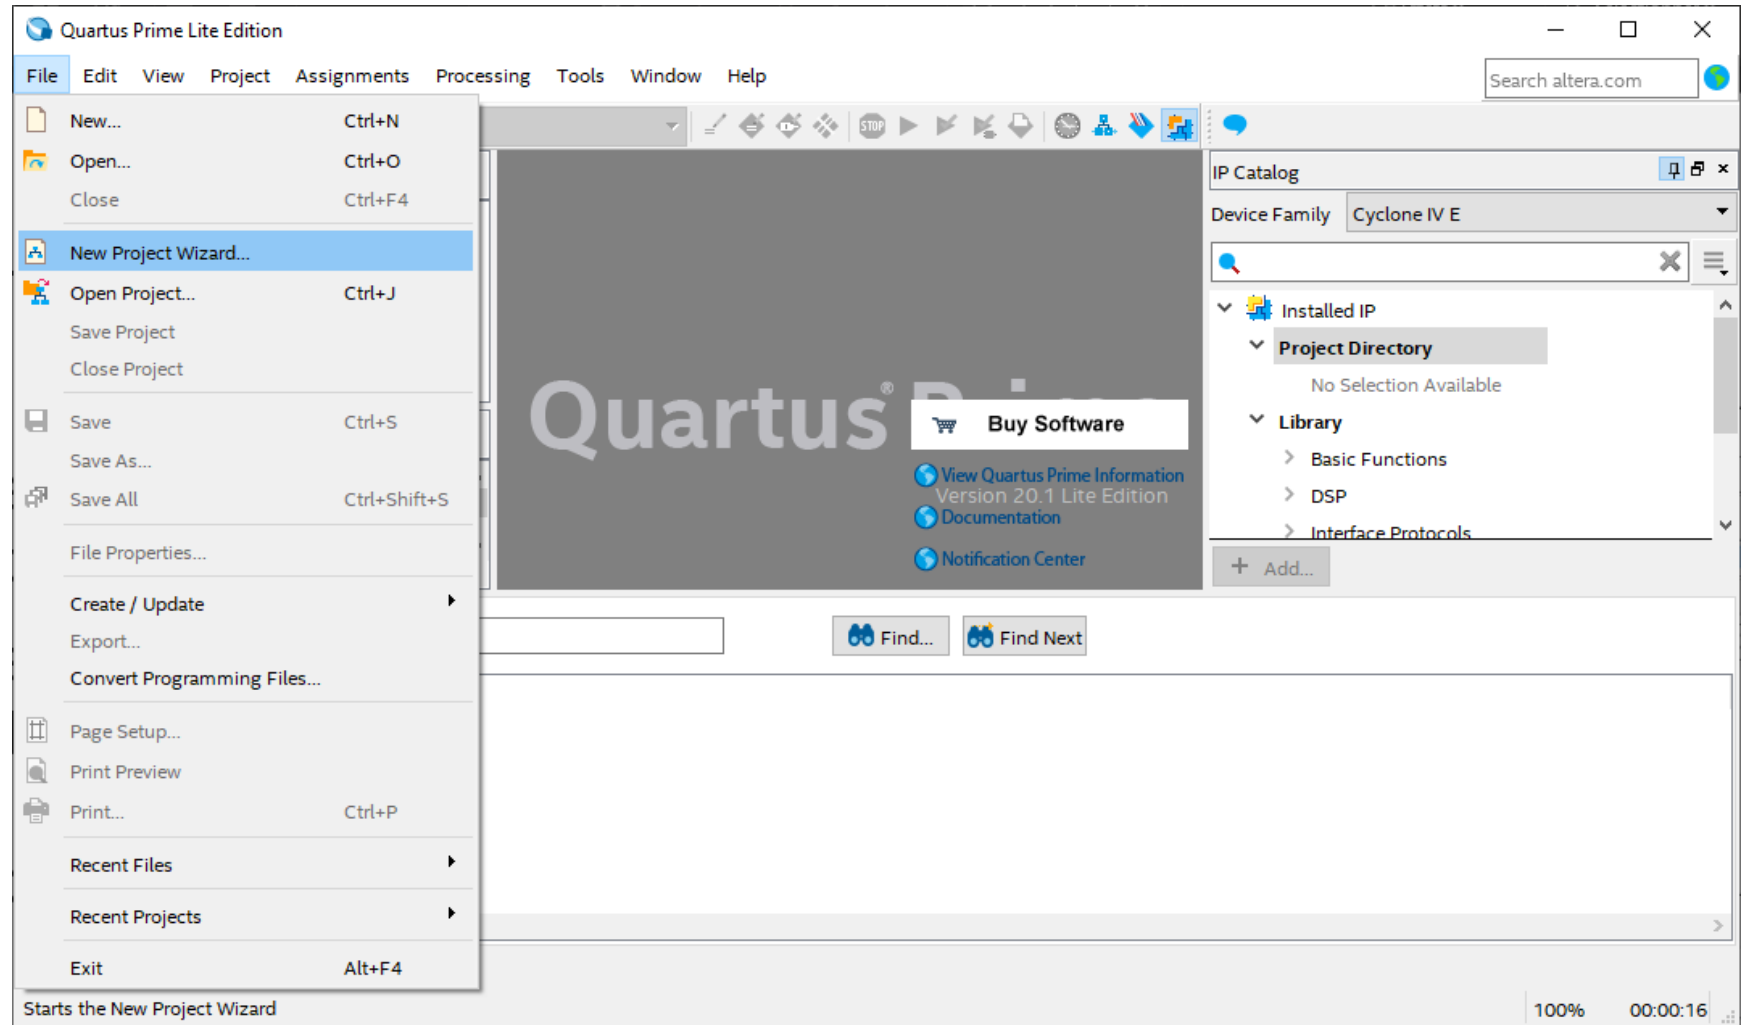 Quartus Prime Lite Edition
File Edit View Project Assignments Processing Tools Window Help
Search altera.com
New... Ctrl+N
Open... Ctrl+O
Close Ctrl+F4
New Project Wizard...
Open Project... Ctrl+J
Save Project
Close Project
Save Ctrl+S
Save As...
Save All Ctrl+Shift+S
File Properties...
Create / Update
Export...
Convert Programming Files...
Page Setup...
Print Preview
Print... Ctrl+P
Recent Files
Recent Projects
Exit Alt+F4
STOP
Quartus® Prime
Buy Software
View Quartus Prime Information
Version 20.1 Lite Edition
Documentation
Notification Center
IP Catalog
Device Family Cyclone IV E
Installed IP
Project Directory
No Selection Available
Library
Basic Functions
DSP
Interface Protocols
+ Add...
Find... Find Next
Starts the New Project Wizard
100% 00:00:16